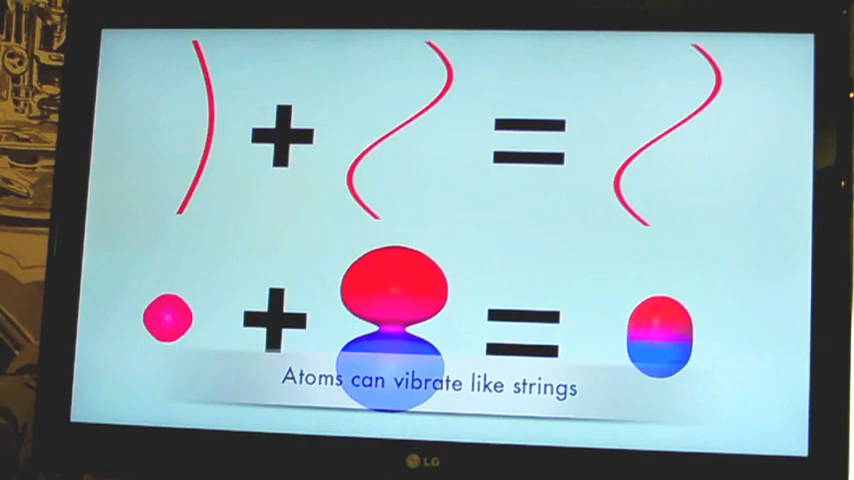 + =
+ =
Atoms can vibrate like strings
LG